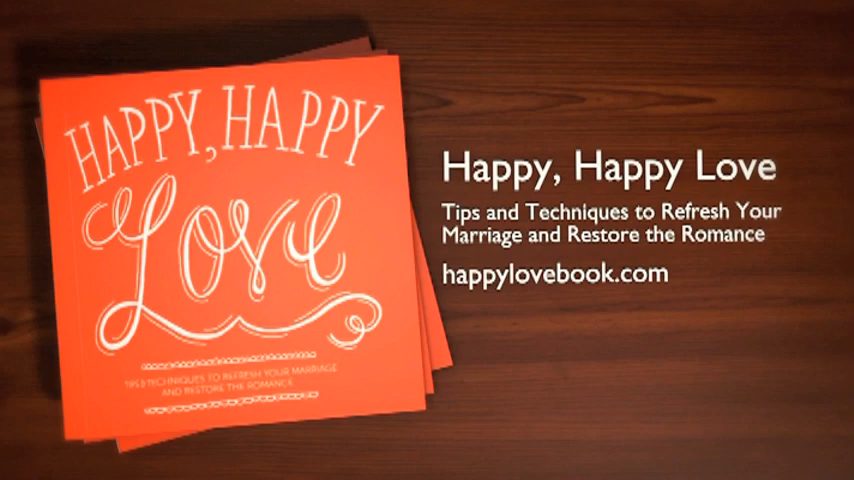 HAPPY, HAPPY
Love
TIPS & TECHNIQUES TO REFRESH YOUR MARRIAGE
AND RESTORE THE ROMANCE
Happy, Happy Love
Tips and Techniques to Refresh Your
Marriage and Restore the Romance
happylovebook.com